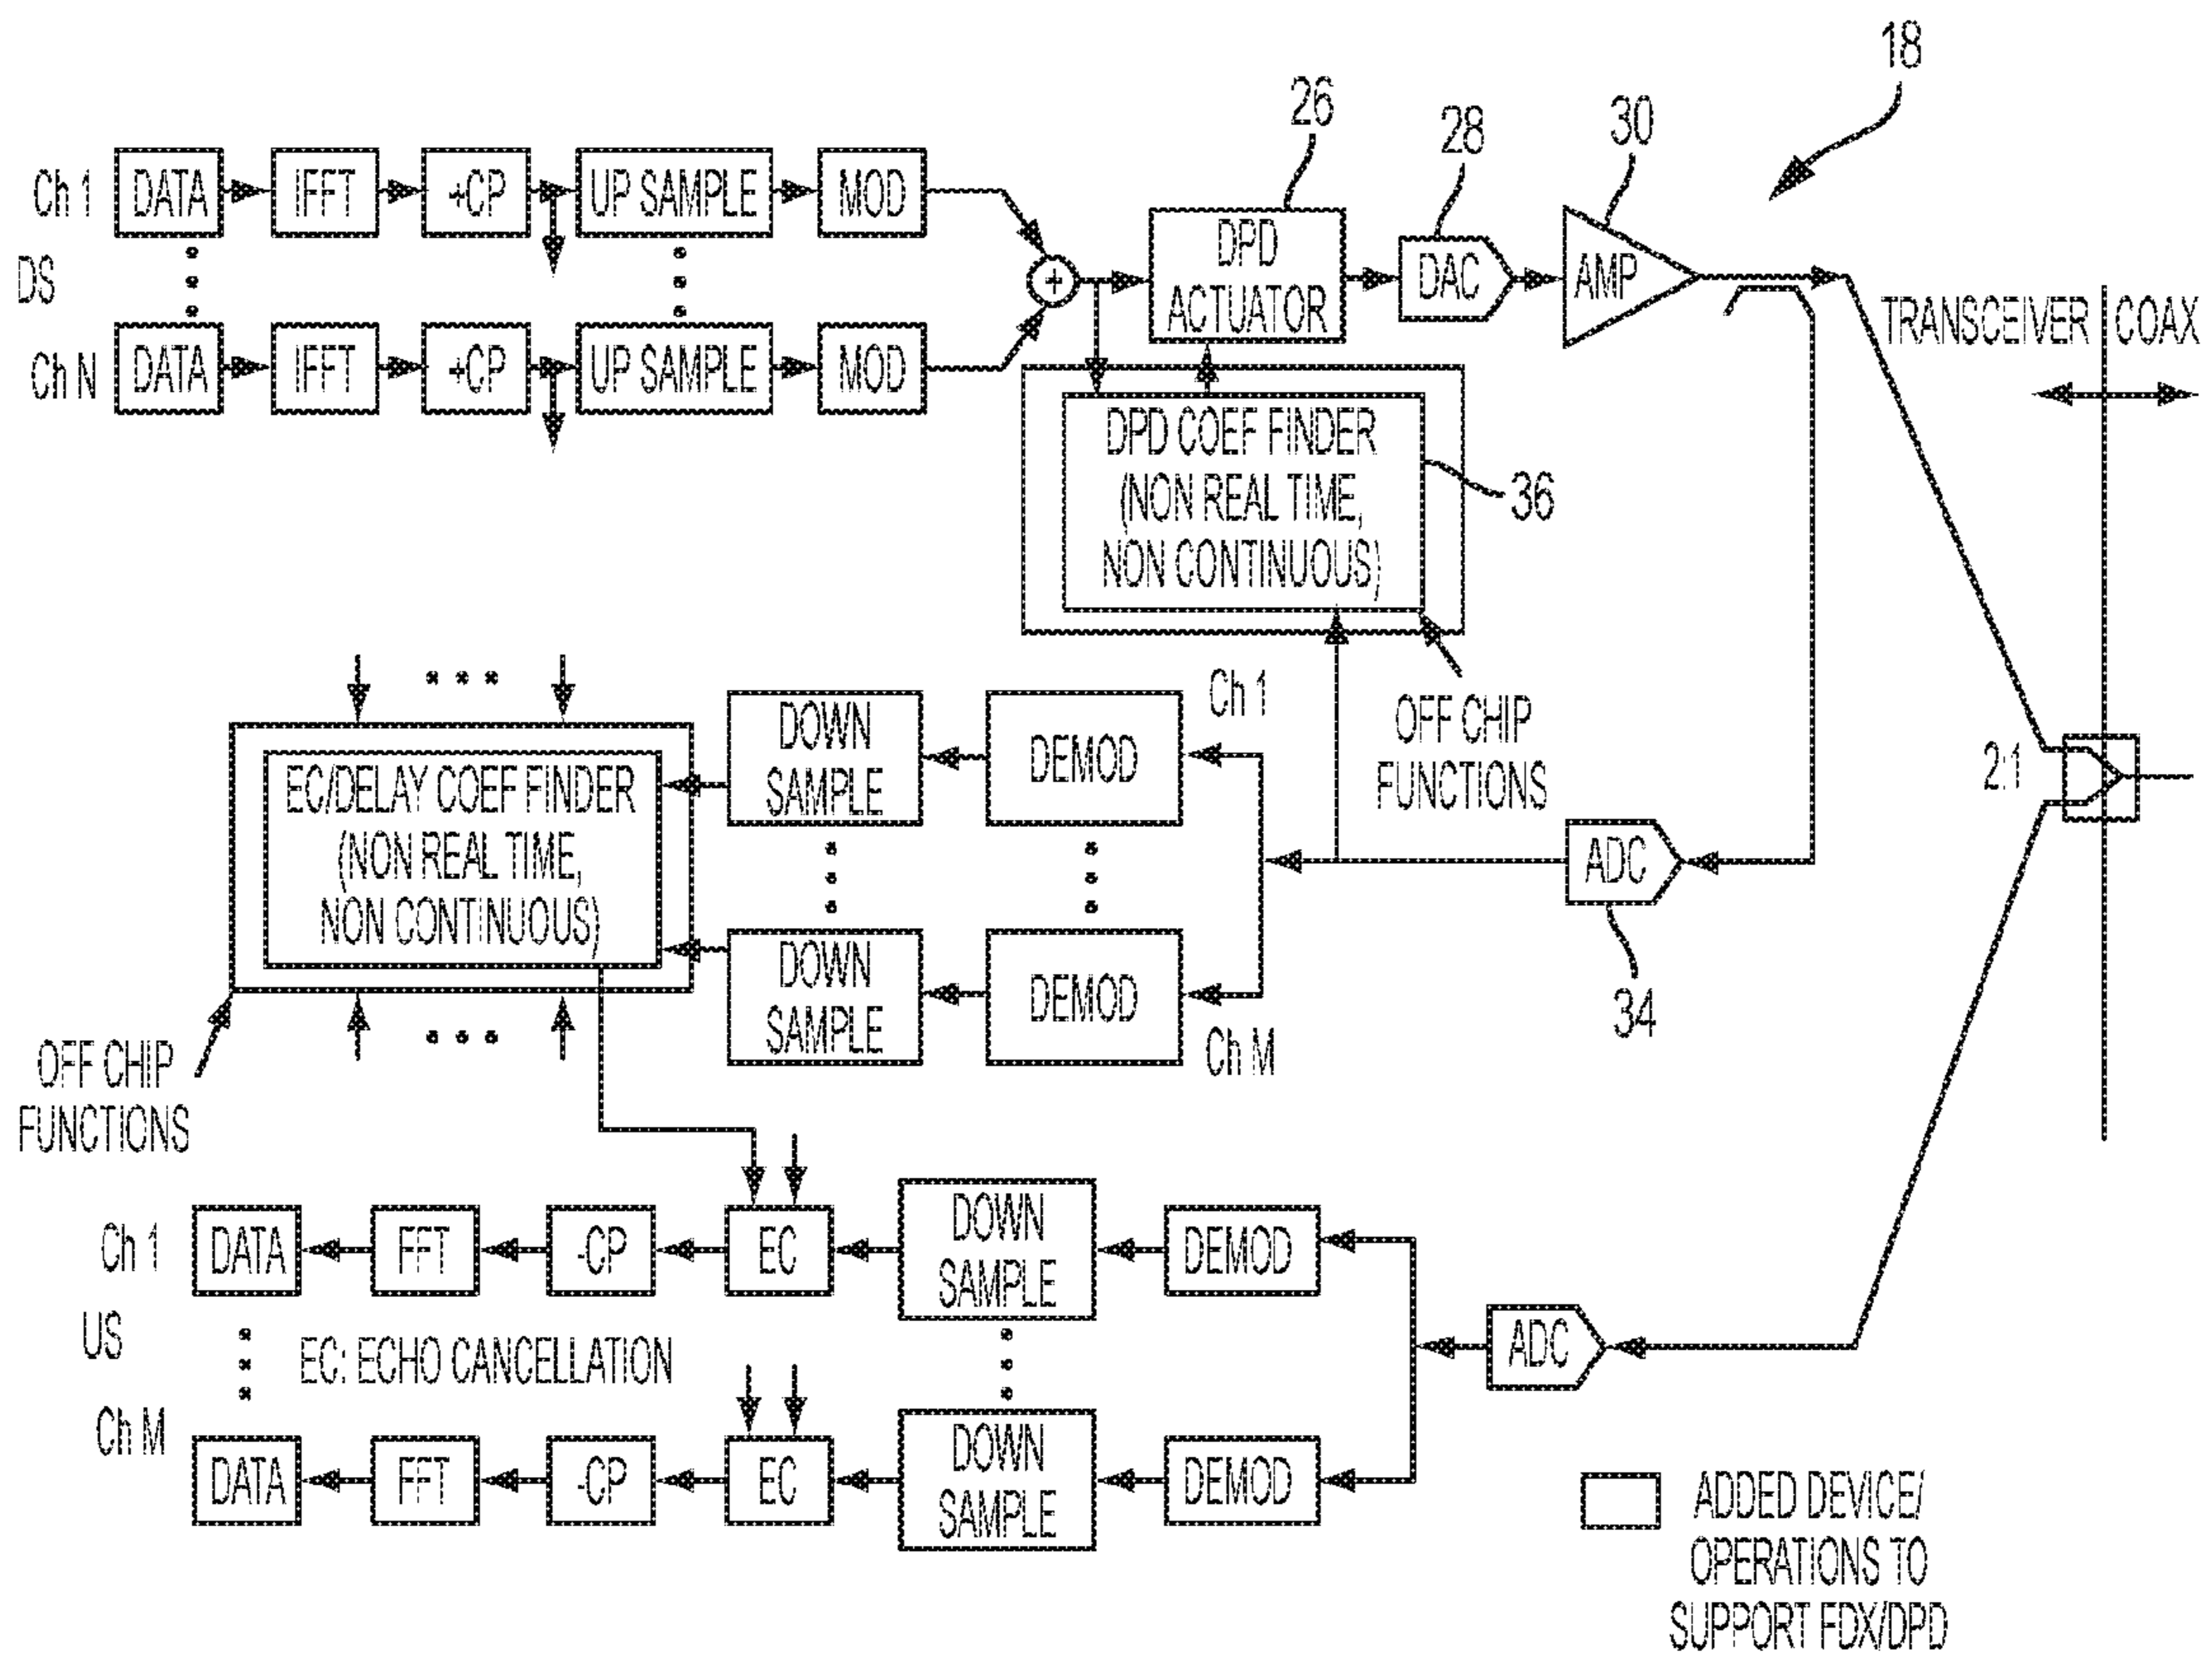 18
26
28
30
Ch 1
DATA
IFFT
+CP
UP SAMPLE
MOD
DS
DPD
ACTUATOR
DAC
AMP
+
TRANSCEIVER
COAX
Ch N
DATA
IFFT
+CP
UP SAMPLE
MOD
DPD COEF FINDER
(NON REAL TIME,
NON CONTINUOUS)
36
OFF CHIP
FUNCTIONS
2:1
Ch 1
EC/DELAY COEF FINDER
(NON REAL TIME,
NON CONTINUOUS)
DOWN
SAMPLE
DEMOD
ADC
34
DOWN
SAMPLE
DEMOD
Ch M
OFF CHIP
FUNCTIONS
Ch 1
DATA
FFT
-CP
EC
DOWN
SAMPLE
DEMOD
US
EC: ECHO CANCELLATION
ADC
Ch M
DATA
FFT
-CP
EC
DOWN
SAMPLE
DEMOD
ADDED DEVICE/
OPERATIONS TO
SUPPORT FDX/DPD